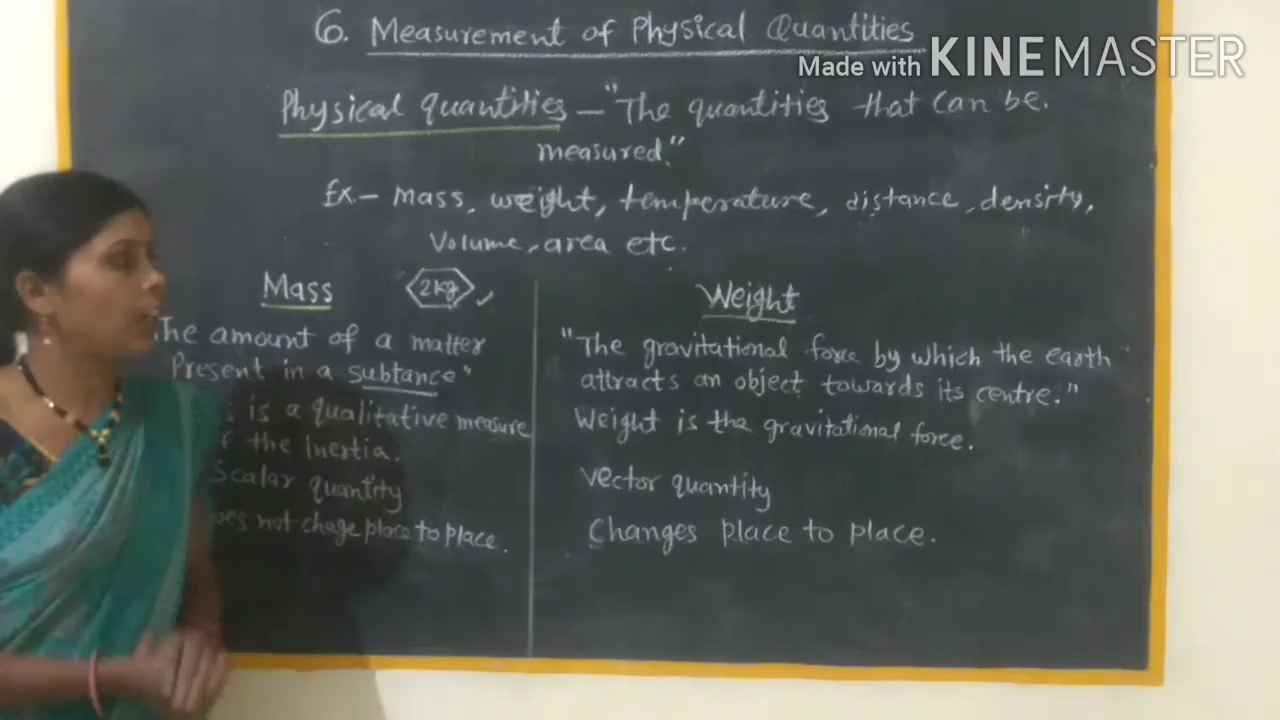 6. Measurement of Physical Quantities
Made with KINEMASTER
Physical quantities – "The quantities that can be.
measured."
Ex.– Mass, weight, temperature, distance, density,
Volume, area etc.
Mass
2kg
The amount of a matter
Present in a subtance"
is a qualitative measure
the Inertia.
Scalar quantity
not chage place to place.
Weight
"The gravitational force by which the earth
attracts an object towards its centre."
Weight is the gravitational force.
Vector quantity
Changes place to place.